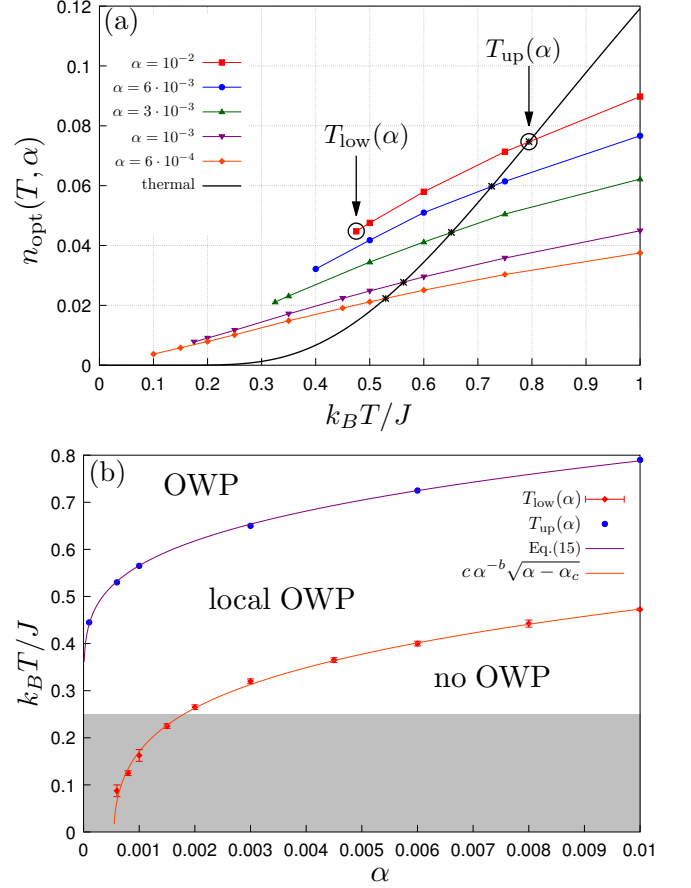 (a)
n_opt(T, α)
0.12
0.1
0.08
0.06
0.04
0.02
0
α = 10^{-2}
α = 6 · 10^{-3}
α = 3 · 10^{-3}
α = 10^{-3}
α = 6 · 10^{-4}
thermal
T_up(α)
T_low(α)
0 0.1 0.2 0.3 0.4 0.5 0.6 0.7 0.8 0.9 1
k_B T/J
(b)
k_B T/J
0.8
0.7
0.6
0.5
0.4
0.3
0.2
0.1
0
OWP
T_low(α)
T_up(α)
Eq.(15)
c α^{-b}√(α − α_c)
local OWP
no OWP
0 0.001 0.002 0.003 0.004 0.005 0.006 0.007 0.008 0.009 0.01
α